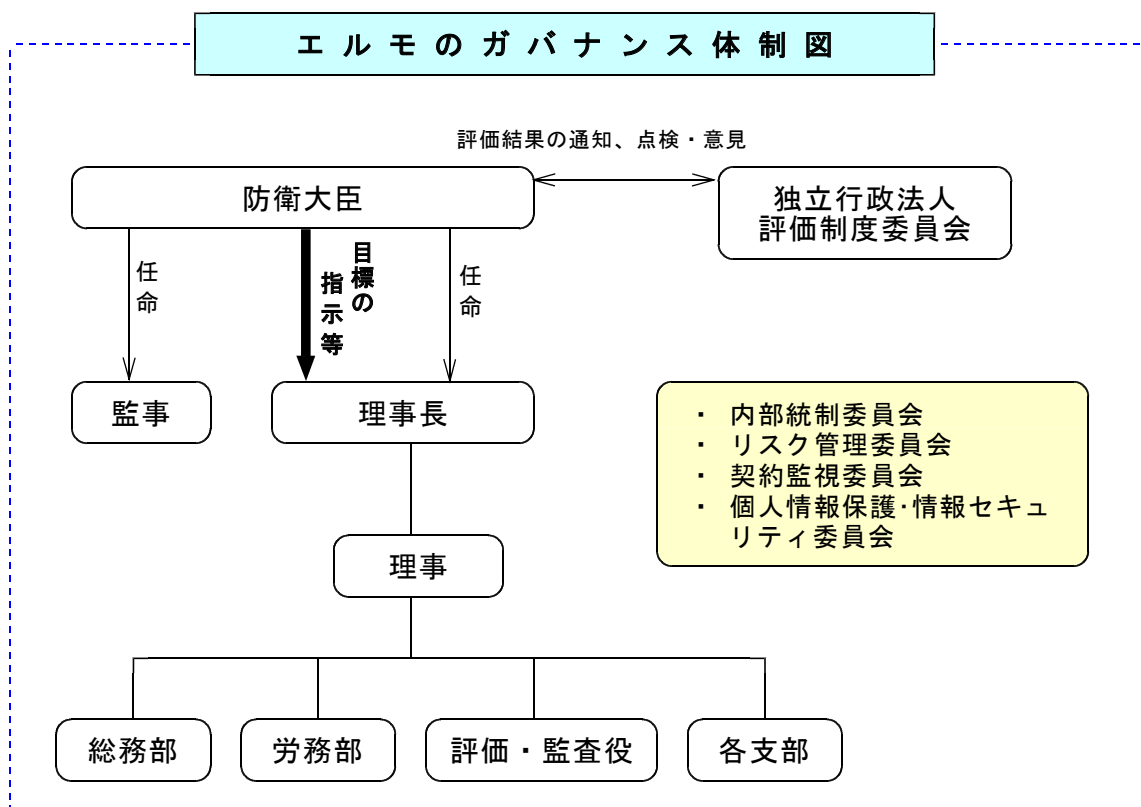 エルモのガバナンス体制図
評価結果の通知、点検・意見
防衛大臣
独立行政法人
評価制度委員会
任命
目標の
指示等
任命
監事
理事長
・ 内部統制委員会
・ リスク管理委員会
・ 契約監視委員会
・ 個人情報保護･情報セキュ
リティ委員会
理事
総務部
労務部
評価・監査役
各支部